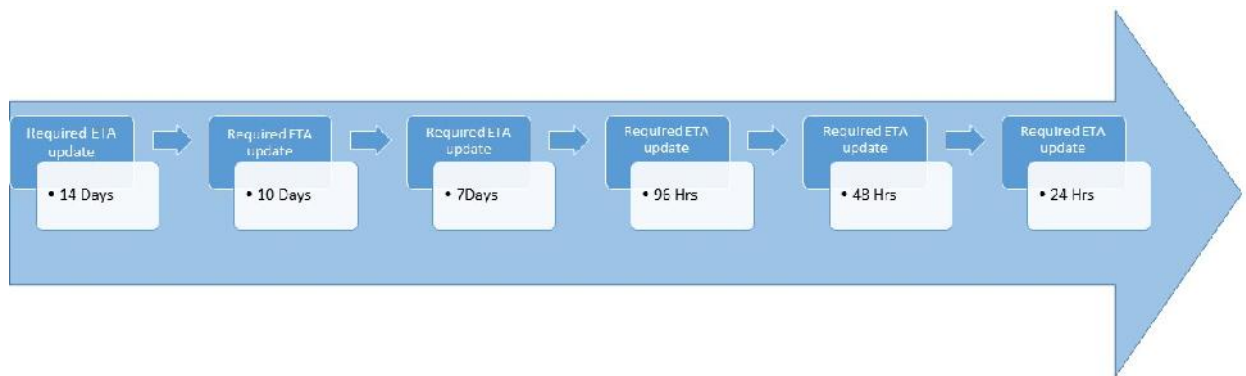 Required ETA
update
• 14 Days
Required ETA
update
• 10 Days
Required ETA
update
• 7Days
Required ETA
update
• 96 Hrs
Required ETA
update
• 48 Hrs
Required ETA
update
• 24 Hrs